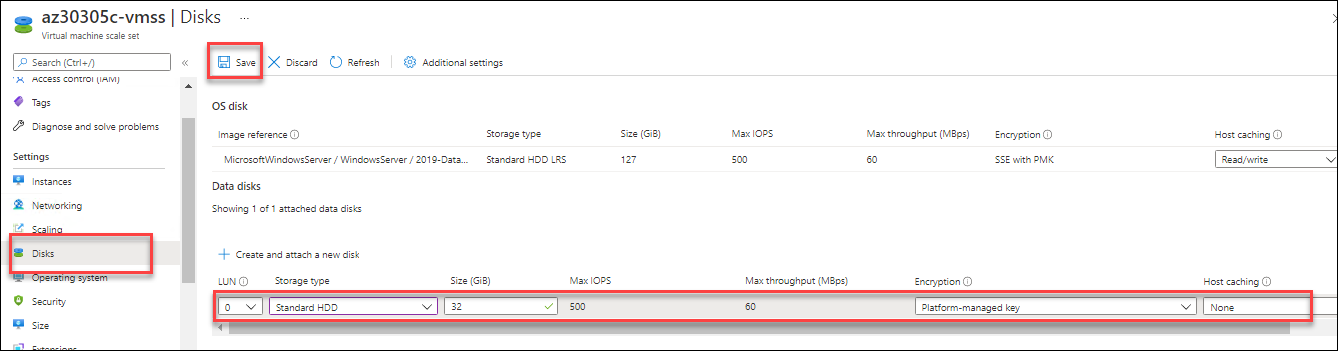 az30305c-vmss | Disks ...
Virtual machine scale set
Search (Ctrl+/) «
Save Discard Refresh Additional settings
Access control (IAM)
Tags
Diagnose and solve problems
Settings
Instances
Networking
Scaling
Disks
Operating system
Security
Size
Extensions
OS disk
Image reference Storage type Size (GiB) Max IOPS Max throughput (MBps) Encryption Host caching
MicrosoftWindowsServer / WindowsServer / 2019-Data... Standard HDD LRS 127 500 60 SSE with PMK Read/write
Data disks
Showing 1 of 1 attached data disks
+ Create and attach a new disk
LUN Storage type Size (GiB) Max IOPS Max throughput (MBps) Encryption Host caching
0 Standard HDD 32 500 60 Platform-managed key None